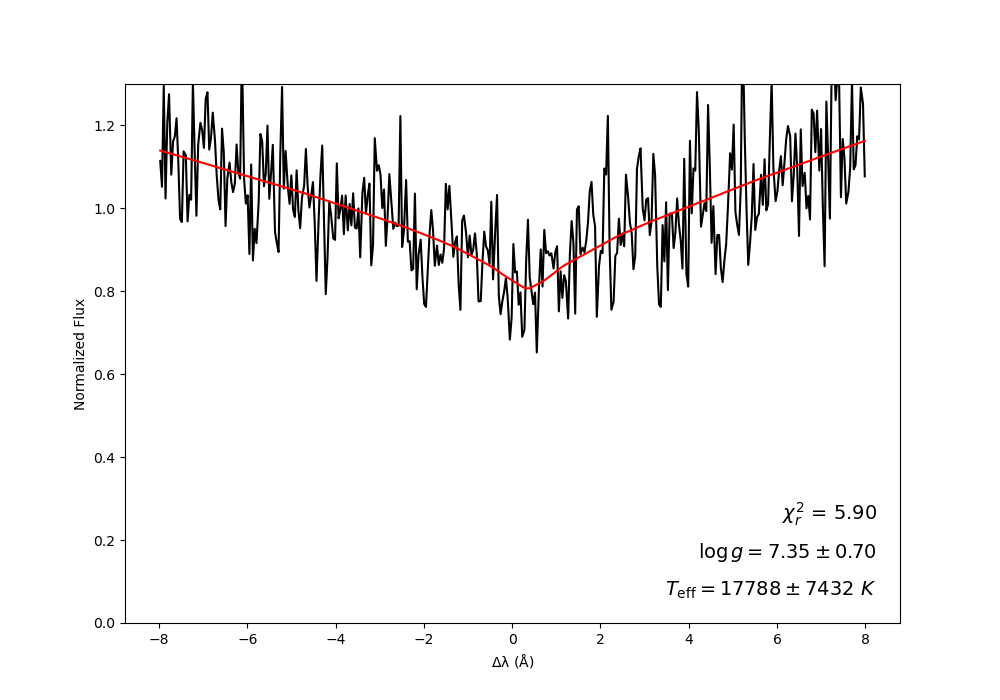 1.2
1.0
0.8
0.6
0.4
0.2
0.0
Normalized Flux
χ²ᵣ = 5.90
log g = 7.35 ± 0.70
T_eff = 17788 ± 7432 K
−8 −6 −4 −2 0 2 4 6 8
Δλ (Å)